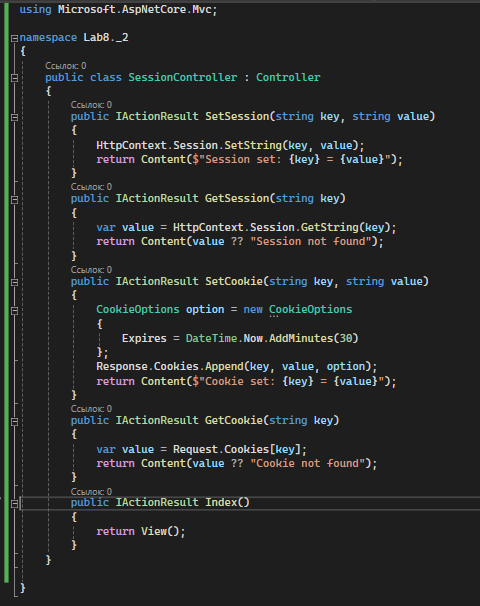 using Microsoft.AspNetCore.Mvc;
namespace Lab8._2
{
Ссылок: 0
public class SessionController : Controller
{
Ссылок: 0
public IActionResult SetSession(string key, string value)
{
HttpContext.Session.SetString(key, value);
return Content($"Session set: {key} = {value}");
}
Ссылок: 0
public IActionResult GetSession(string key)
{
var value = HttpContext.Session.GetString(key);
return Content(value ?? "Session not found");
}
Ссылок: 0
public IActionResult SetCookie(string key, string value)
{
CookieOptions option = new CookieOptions
{
Expires = DateTime.Now.AddMinutes(30)
};
Response.Cookies.Append(key, value, option);
return Content($"Cookie set: {key} = {value}");
}
Ссылок: 0
public IActionResult GetCookie(string key)
{
var value = Request.Cookies[key];
return Content(value ?? "Cookie not found");
}
Ссылок: 0
public IActionResult Index()
{
return View();
}
}
}